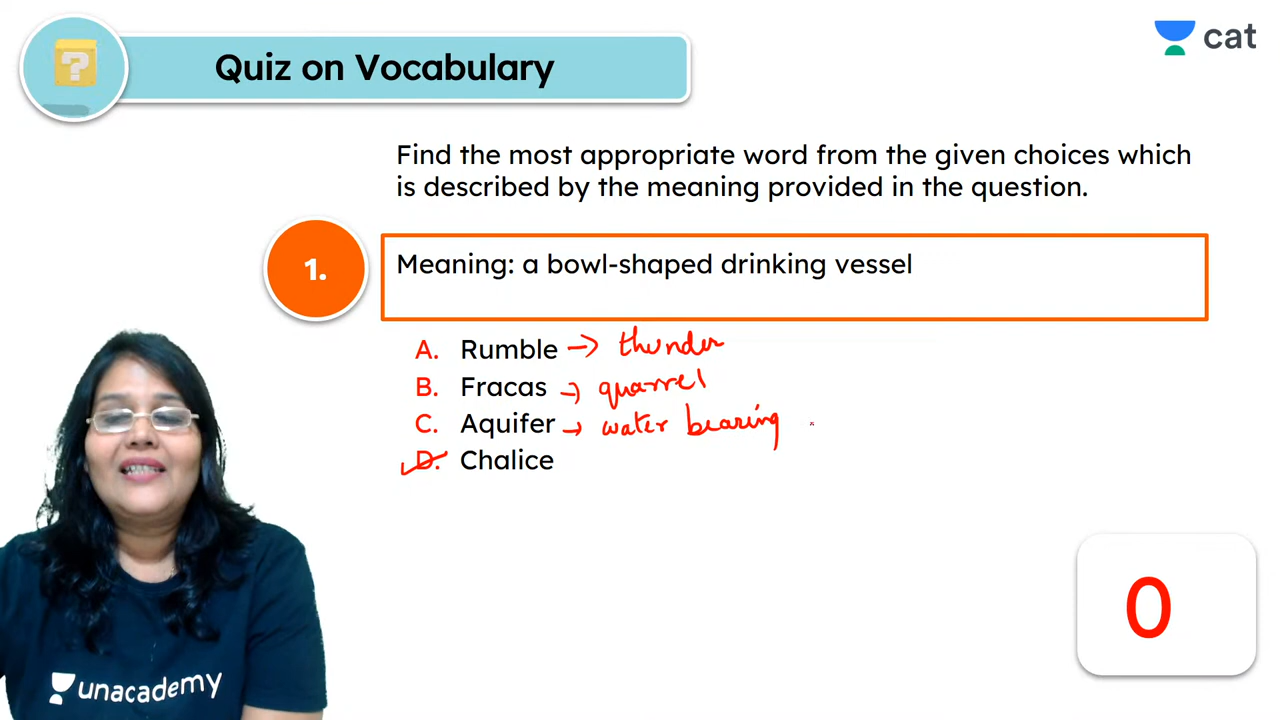 Quiz on Vocabulary
cat
Find the most appropriate word from the given choices which
is described by the meaning provided in the question.
1.
Meaning: a bowl-shaped drinking vessel
A. Rumble → thunder
B. Fracas → quarrel
C. Aquifer → water bearing
D. Chalice
0
unacademy